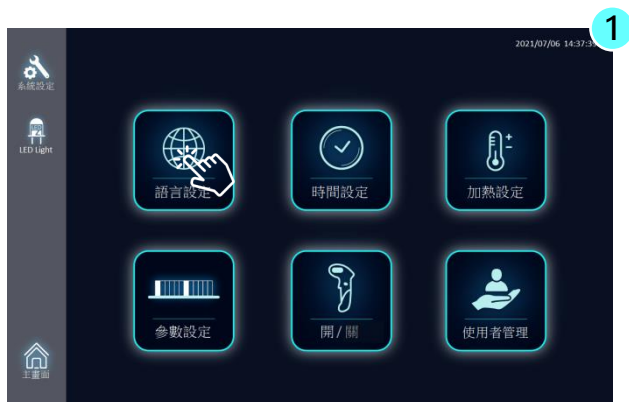 1
2021/07/06 14:37:39
系統設定
LED Light
語言設定
時間設定
加熱設定
參數設定
開/關
使用者管理
主畫面